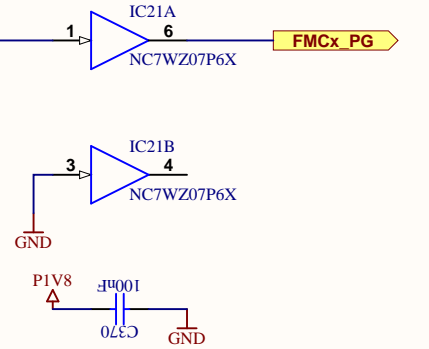 IC21A
1
6
FMCx_PG
NC7WZ07P6X
IC21B
3
4
NC7WZ07P6X
GND
P1V8
100nF
C370
GND